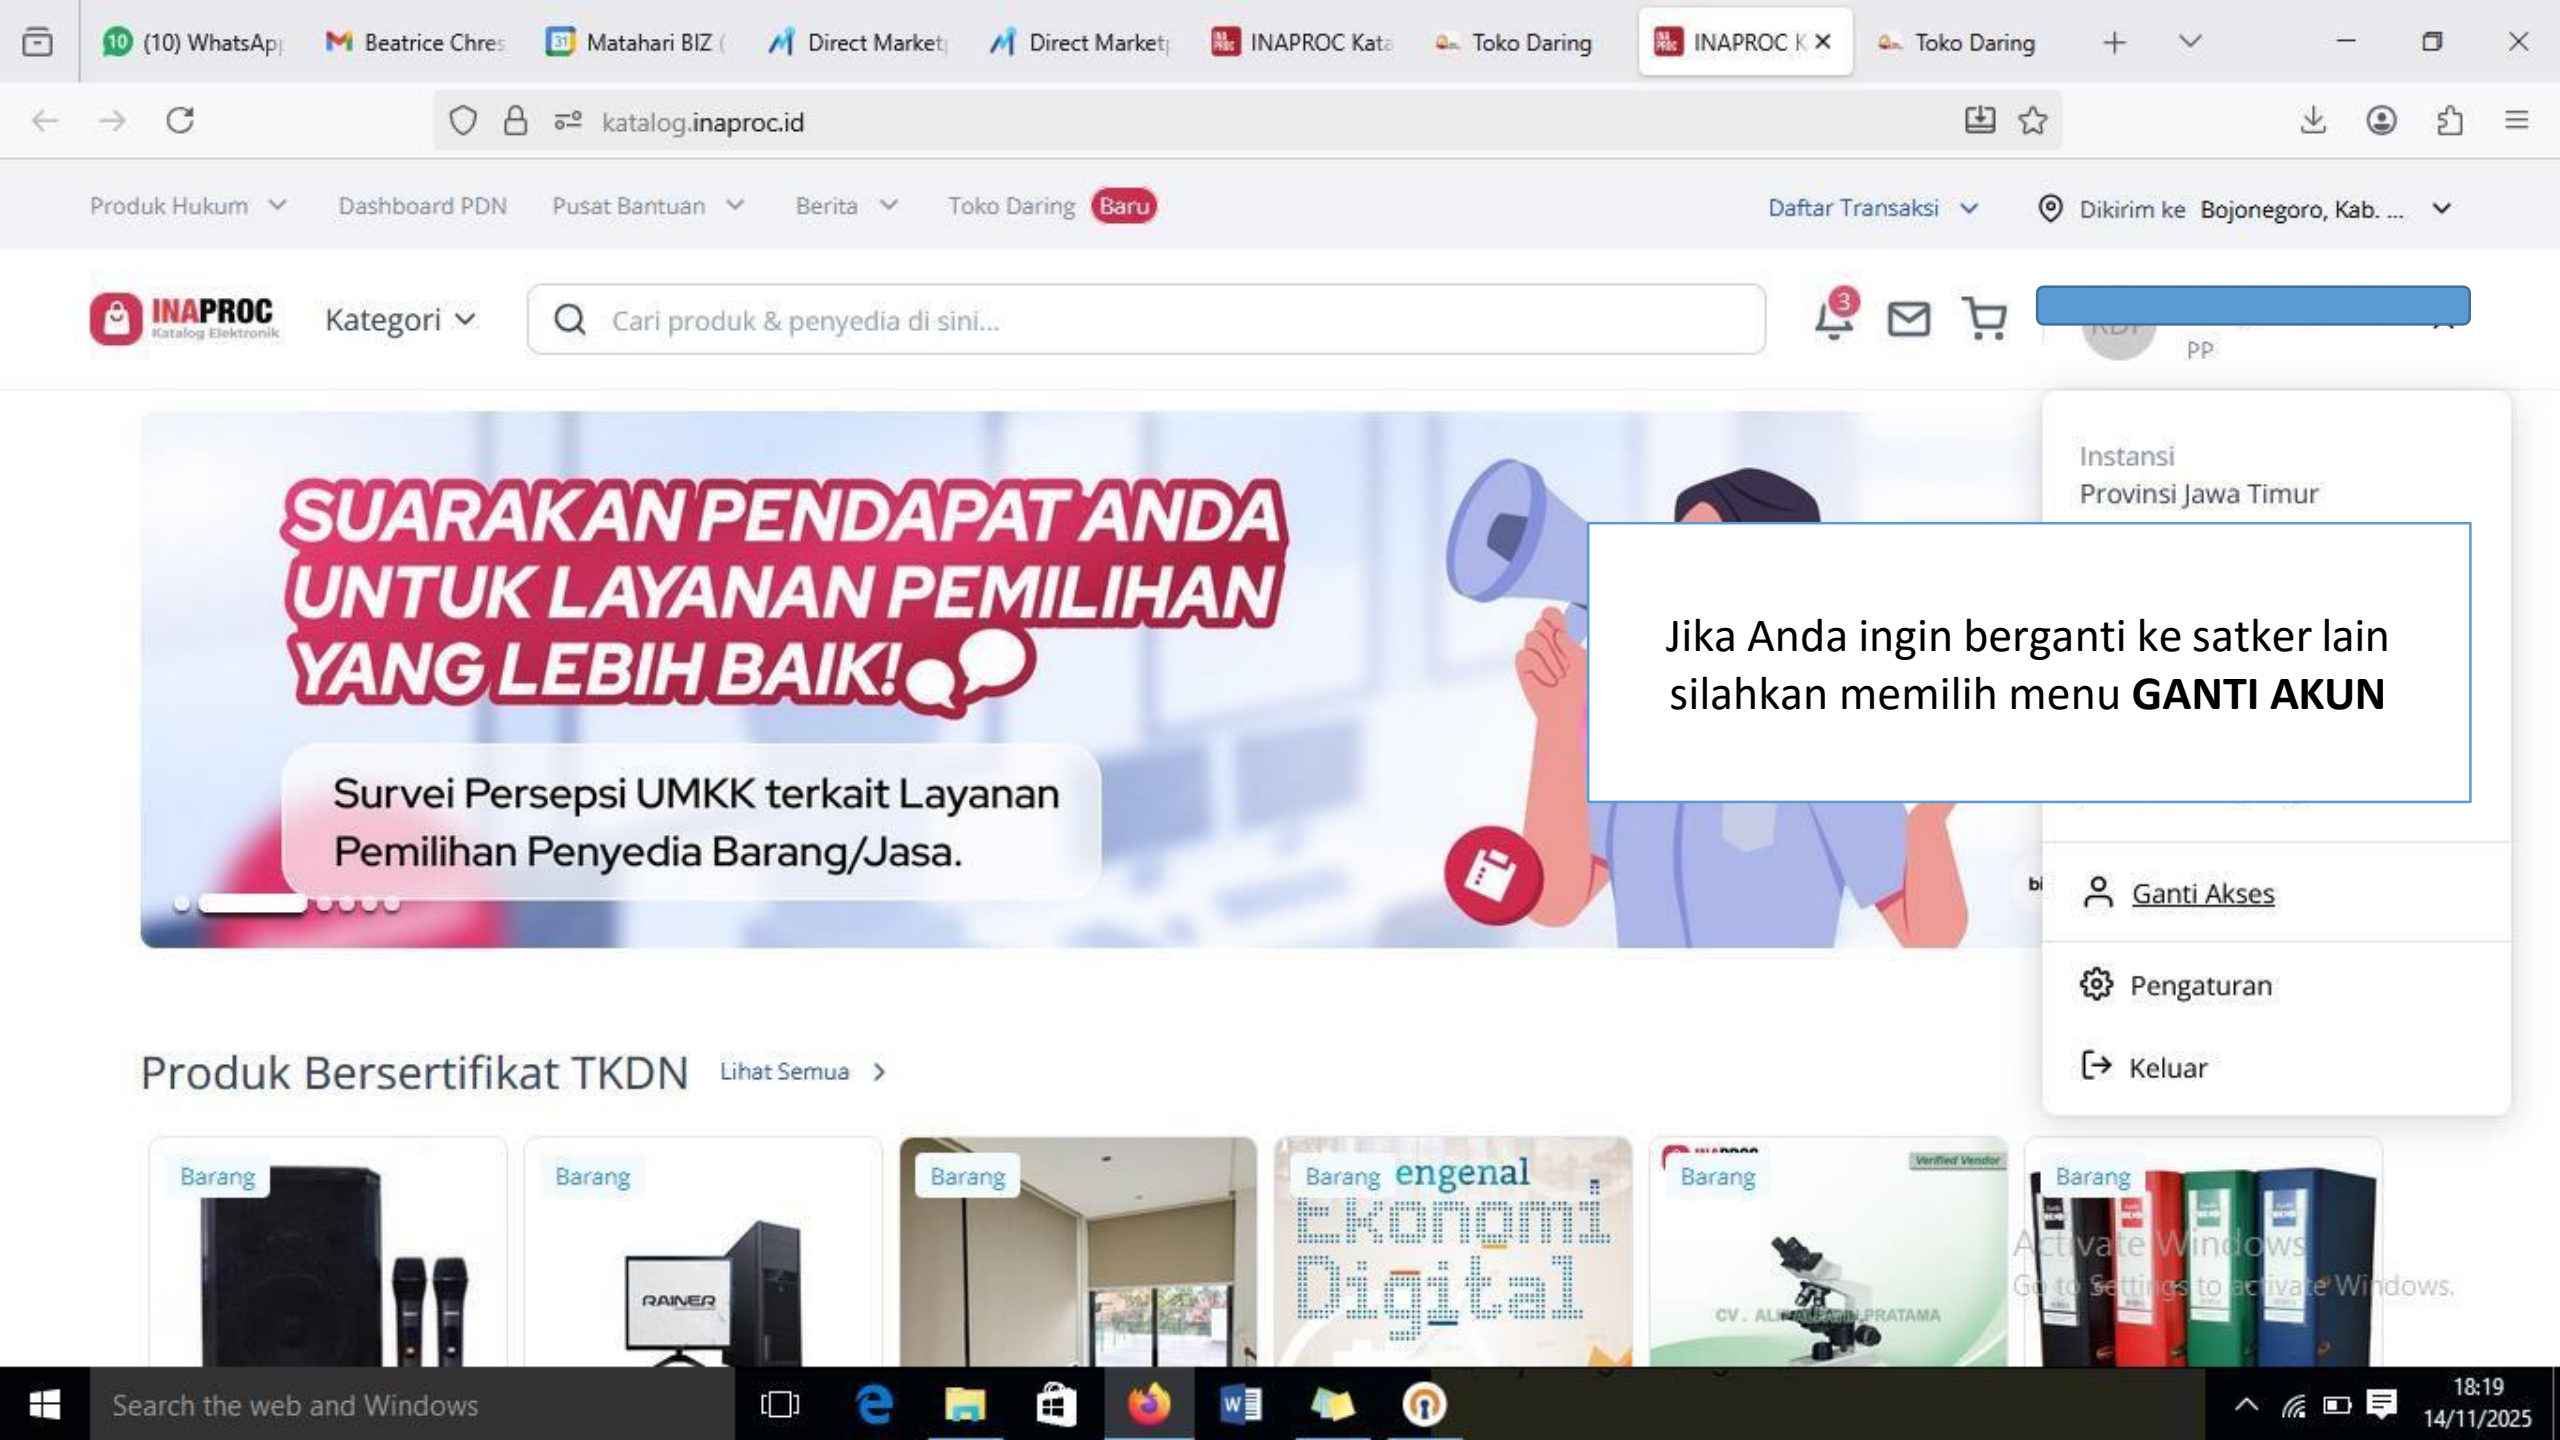 (10) WhatsAp
Beatrice Chres
Matahari BIZ (
Direct Market
Direct Market
INAPROC Kata
Toko Daring
INAPROC K
Toko Daring
katalog.inaproc.id
Produk Hukum
Dashboard PDN
Pusat Bantuan
Berita
Toko Daring Baru
Daftar Transaksi
Dikirim ke Bojonegoro, Kab. ...
INAPROC
Katalog Elektronik
Kategori
Cari produk & penyedia di sini...
3
PP
Instansi
Provinsi Jawa Timur
SUARAKAN PENDAPAT ANDA
UNTUK LAYANAN PEMILIHAN
YANG LEBIH BAIK!
Survei Persepsi UMKK terkait Layanan
Pemilihan Penyedia Barang/Jasa.
Jika Anda ingin berganti ke satker lain
silahkan memilih menu GANTI AKUN
bi
Ganti Akses
Pengaturan
Keluar
Produk Bersertifikat TKDN Lihat Semua
Barang
Barang
RAINER
Barang
Barang engenal
Ekonomi
Digital
Barang
Verified Vendor
PRATAMA
Barang
Activate Windows
Go to Settings to activate Windows.
Search the web and Windows
18:19
14/11/2025